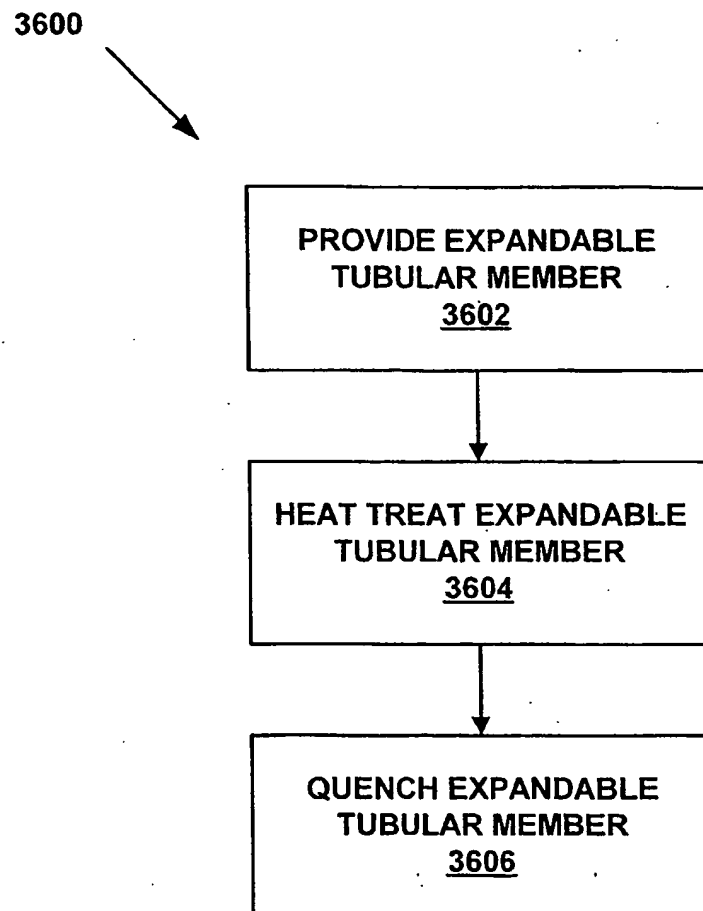 3600
PROVIDE EXPANDABLE
TUBULAR MEMBER
3602
HEAT TREAT EXPANDABLE
TUBULAR MEMBER
3604
QUENCH EXPANDABLE
TUBULAR MEMBER
3606